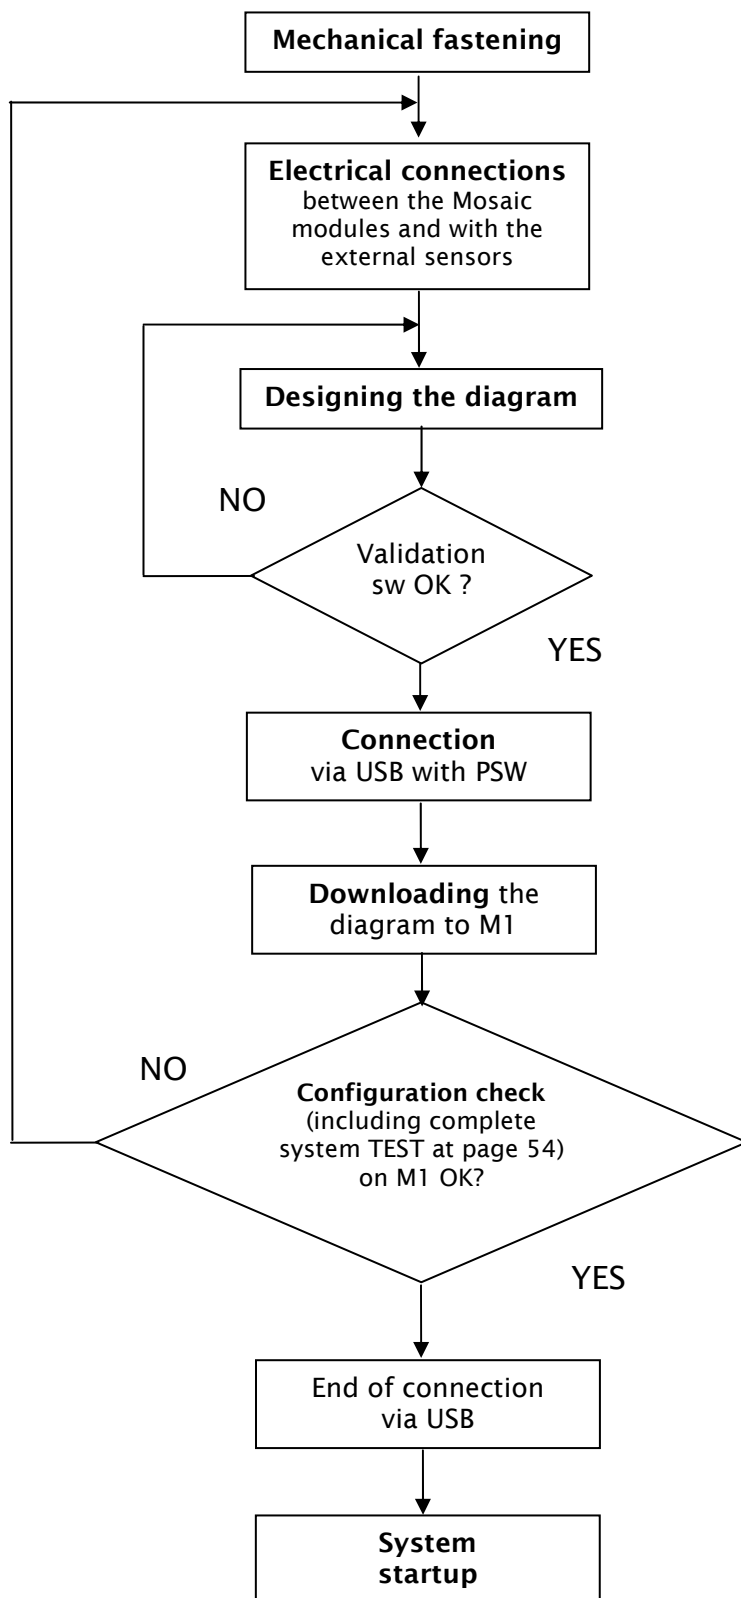 Mechanical fastening
Electrical connections
between the Mosaic
modules and with the
external sensors
Designing the diagram
NO
Validation
sw OK ?
YES
Connection
via USB with PSW
Downloading the
diagram to M1
NO
Configuration check
(including complete
system TEST at page 54)
on M1 OK?
YES
End of connection
via USB
System
startup